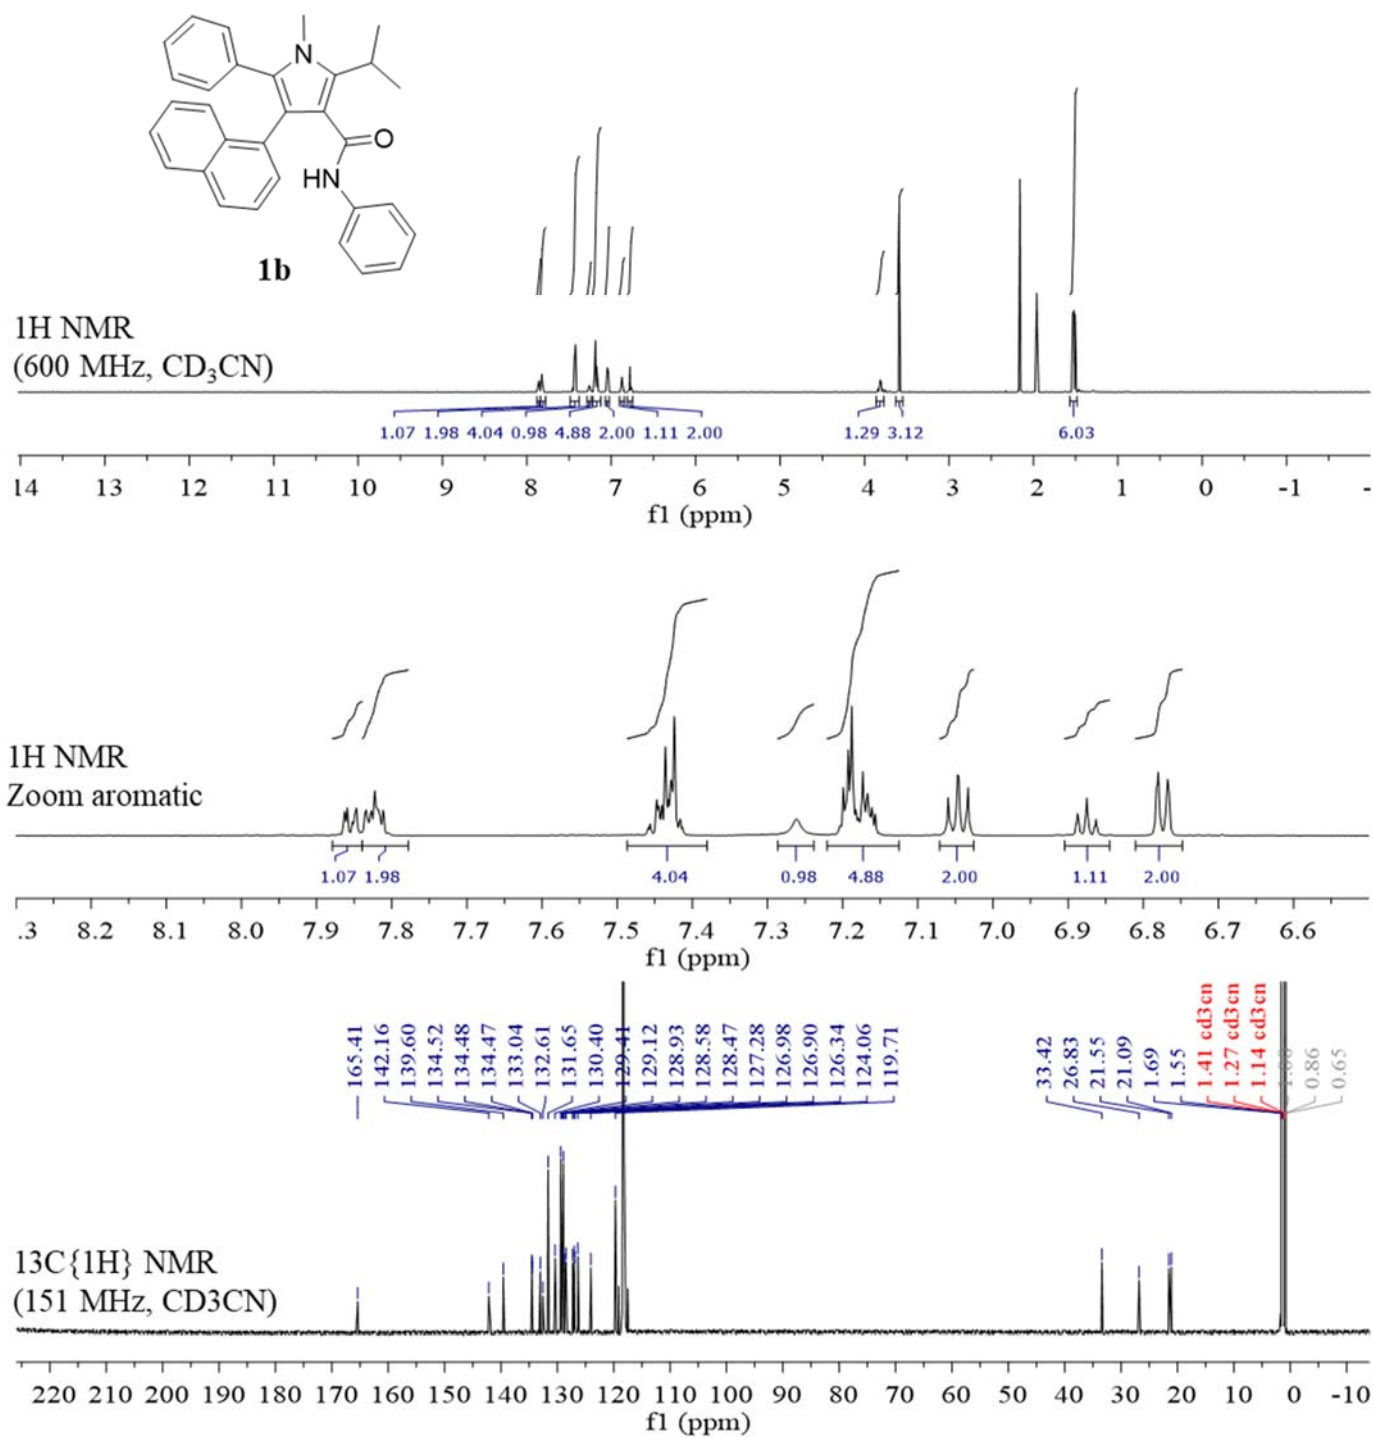 N
O
HN
1b
1H NMR
(600 MHz, CD3CN)
1.07 1.98 4.04 0.98 4.88 2.00 1.11 2.00 1.29 3.12 6.03
14 13 12 11 10 9 8 7 6 5 4 3 2 1 0 -1 -
f1 (ppm)
1H NMR
Zoom aromatic
1.07 1.98 4.04 0.98 4.88 2.00 1.11 2.00
.3 8.2 8.1 8.0 7.9 7.8 7.7 7.6 7.5 7.4 7.3 7.2 7.1 7.0 6.9 6.8 6.7 6.6
f1 (ppm)
165.41
142.16
139.60
134.52
134.48
134.47
133.04
132.61
131.65
130.40
129.41
129.12
128.93
128.58
128.47
127.28
126.98
126.90
126.34
124.06
119.71
33.42
26.83
21.55
21.09
1.69
1.55
1.41 cd3cn
1.27 cd3cn
1.14 cd3cn
0.86
0.65
13C{1H} NMR
(151 MHz, CD3CN)
220 210 200 190 180 170 160 150 140 130 120 110 100 90 80 70 60 50 40 30 20 10 0 -10
f1 (ppm)